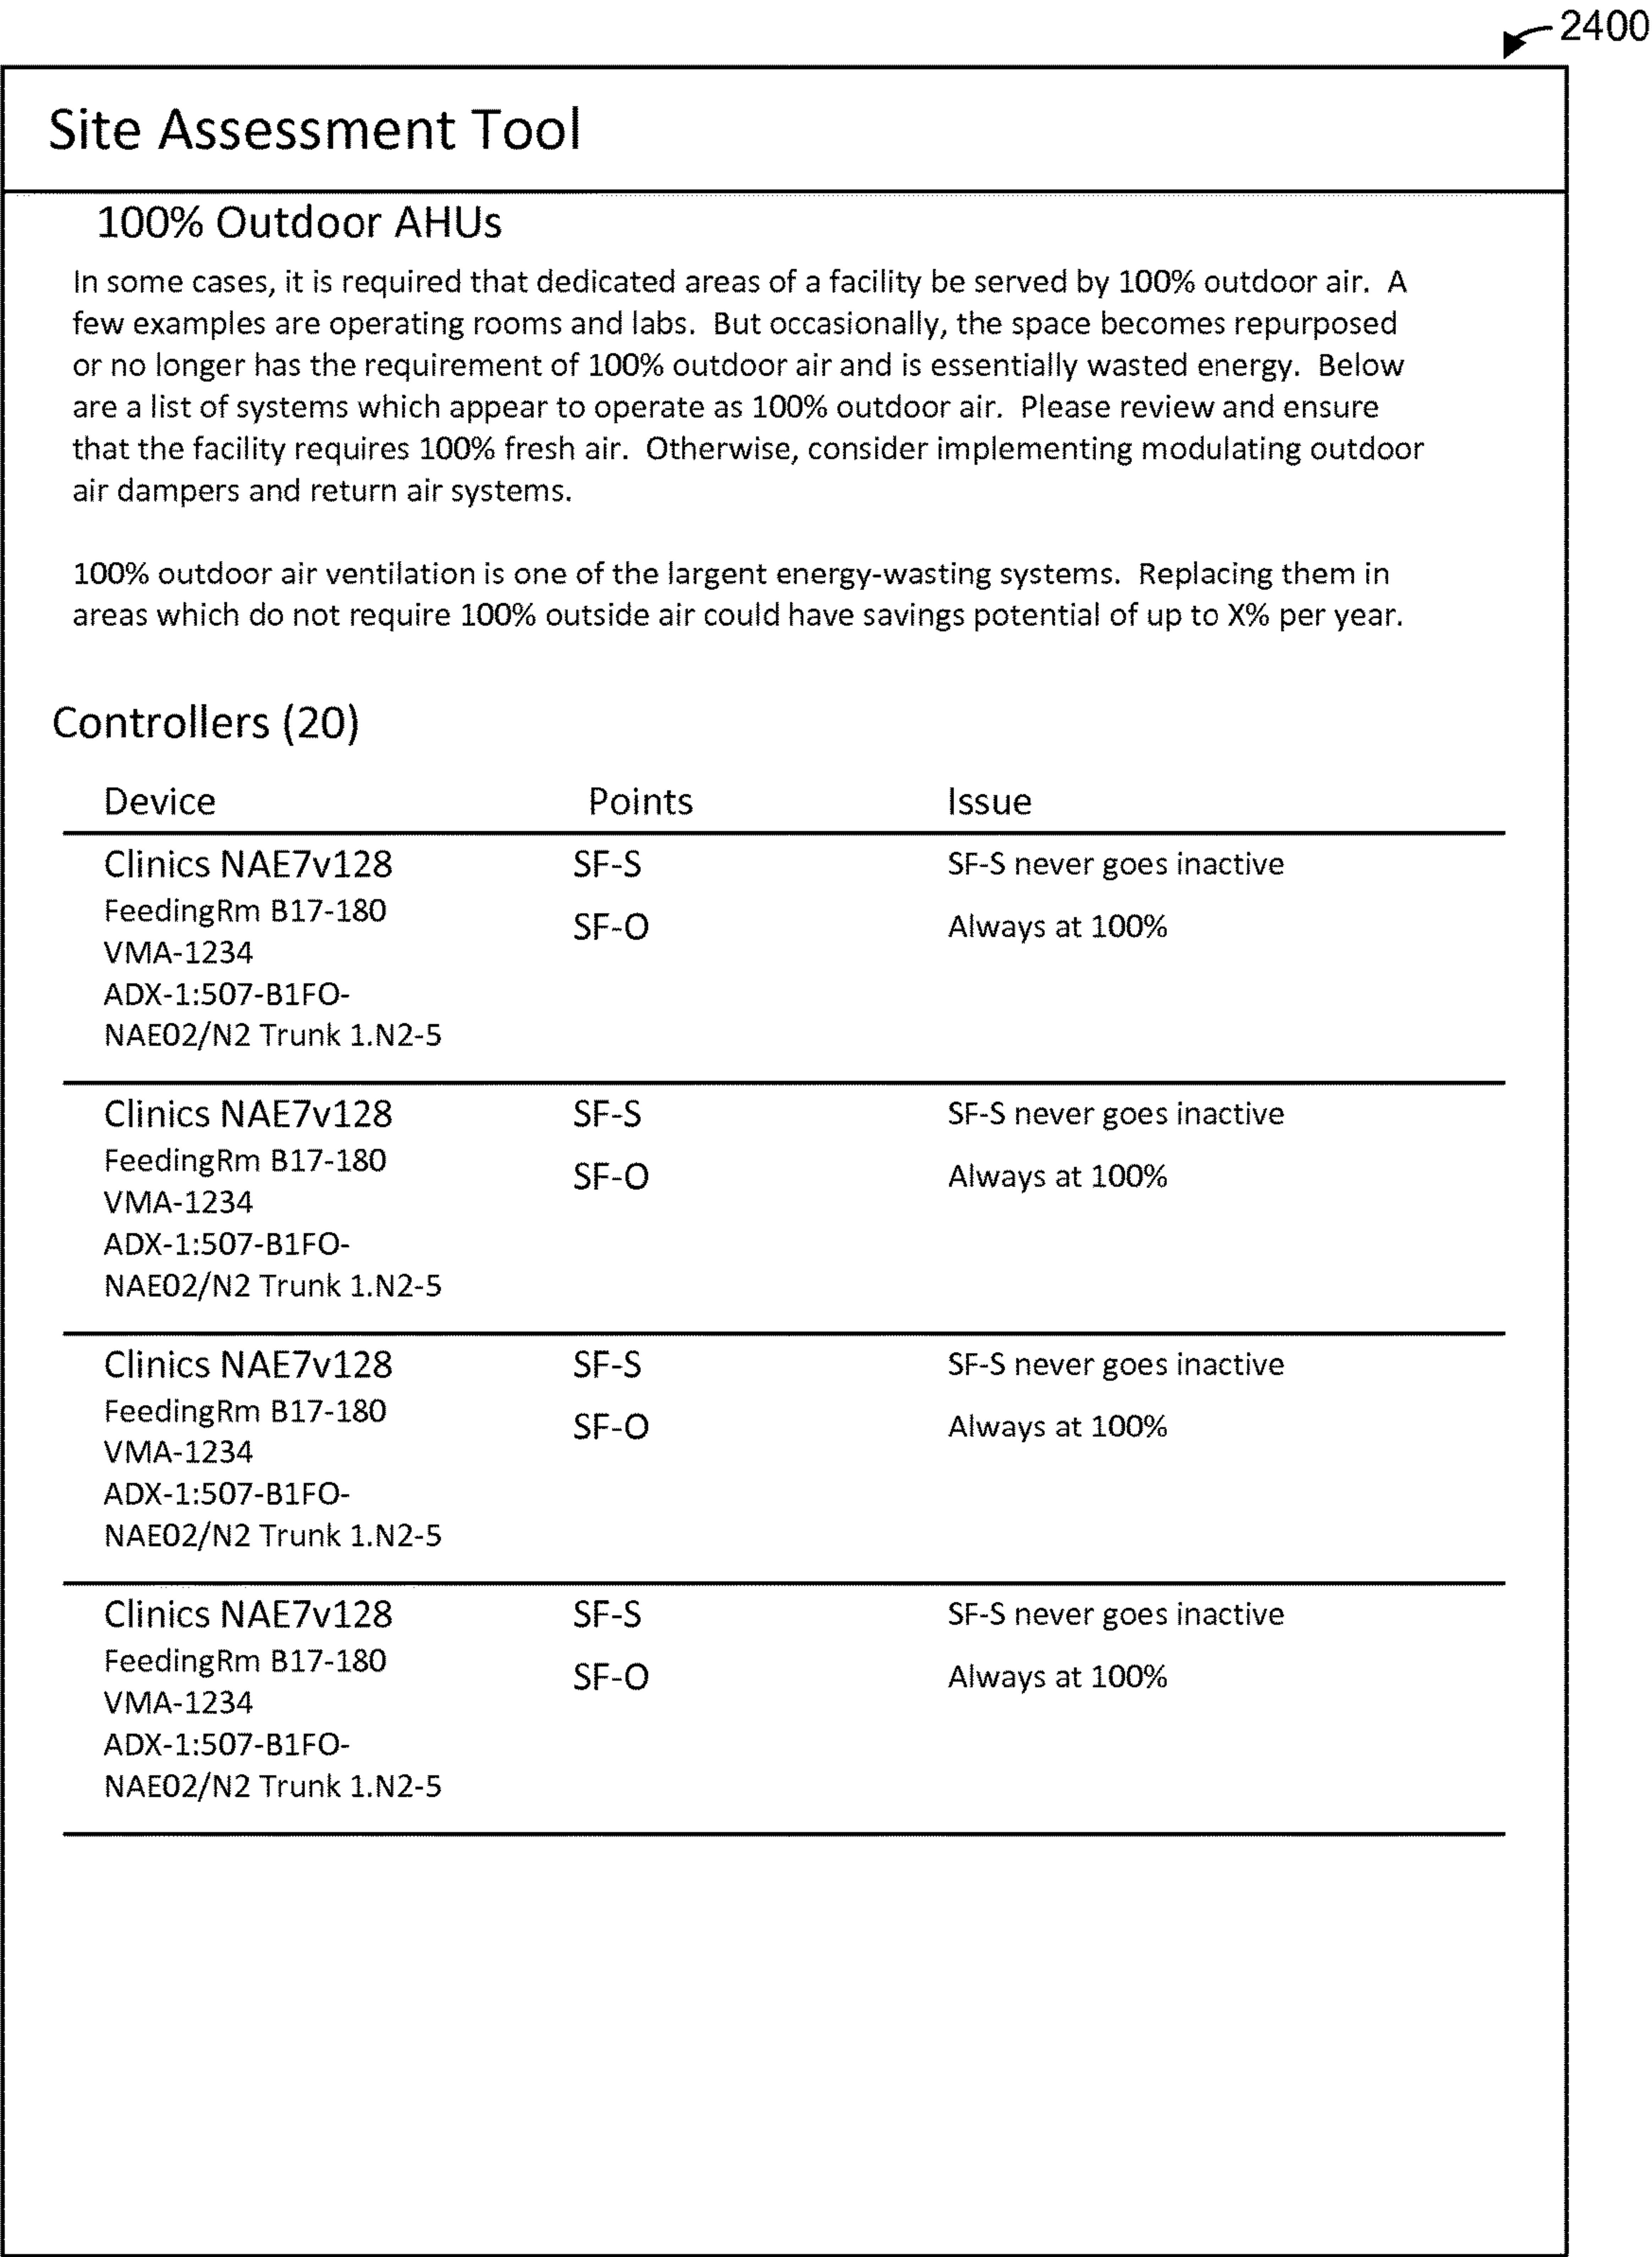 2400
Site Assessment Tool
100% Outdoor AHUs
In some cases, it is required that dedicated areas of a facility be served by 100% outdoor air. A
few examples are operating rooms and labs. But occasionally, the space becomes repurposed
or no longer has the requirement of 100% outdoor air and is essentially wasted energy. Below
are a list of systems which appear to operate as 100% outdoor air. Please review and ensure
that the facility requires 100% fresh air. Otherwise, consider implementing modulating outdoor
air dampers and return air systems.
100% outdoor air ventilation is one of the largent energy-wasting systems. Replacing them in
areas which do not require 100% outside air could have savings potential of up to X% per year.
Controllers (20)
Device Points Issue
Clinics NAE7v128 SF-S SF-S never goes inactive
FeedingRm B17-180
SF-O Always at 100%
VMA-1234
ADX-1:507-B1FO-
NAE02/N2 Trunk 1.N2-5
Clinics NAE7v128 SF-S SF-S never goes inactive
FeedingRm B17-180
SF-O Always at 100%
VMA-1234
ADX-1:507-B1FO-
NAE02/N2 Trunk 1.N2-5
Clinics NAE7v128 SF-S SF-S never goes inactive
FeedingRm B17-180
SF-O Always at 100%
VMA-1234
ADX-1:507-B1FO-
NAE02/N2 Trunk 1.N2-5
Clinics NAE7v128 SF-S SF-S never goes inactive
FeedingRm B17-180
SF-O Always at 100%
VMA-1234
ADX-1:507-B1FO-
NAE02/N2 Trunk 1.N2-5